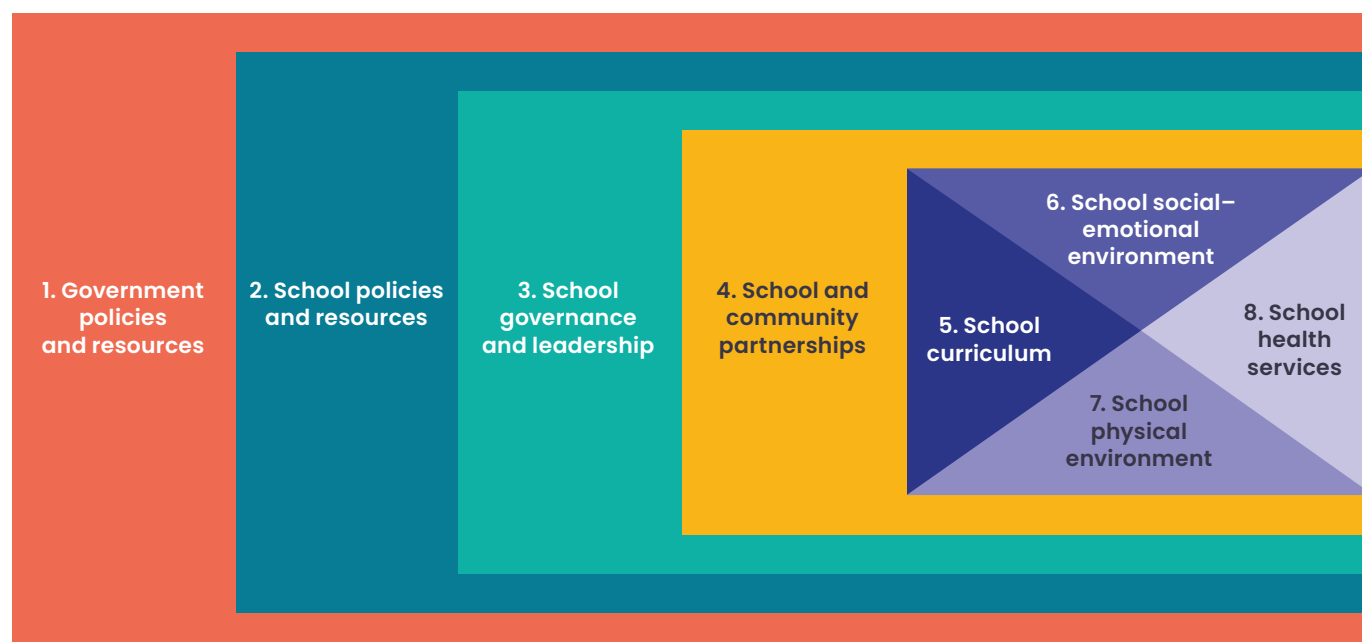 1. Government
policies
and resources
2. School policies
and resources
3. School
governance
and leadership
4. School and
community
partnerships
5. School
curriculum
6. School social–
emotional
environment
7. School
physical
environment
8. School
health
services